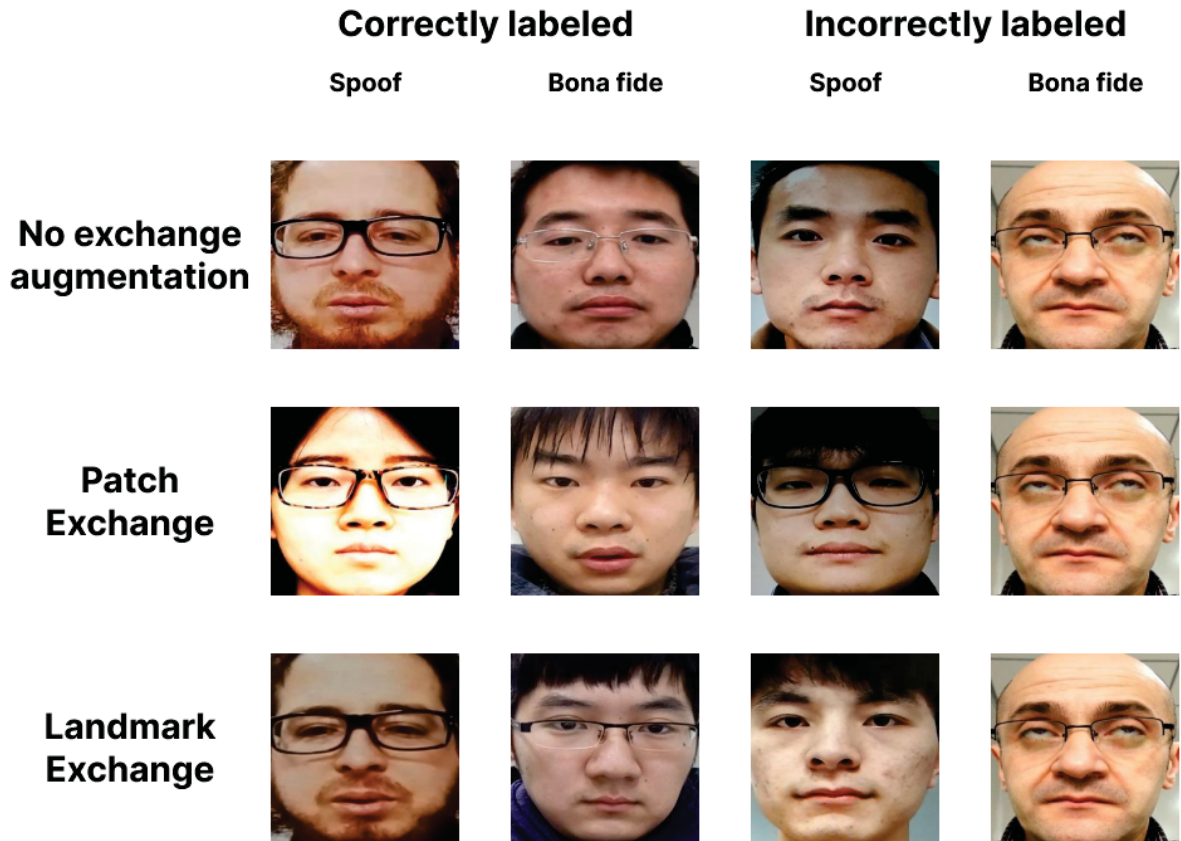 Correctly labeled Incorrectly labeled
Spoof Bona fide Spoof Bona fide
No exchange
augmentation
Patch
Exchange
Landmark
Exchange